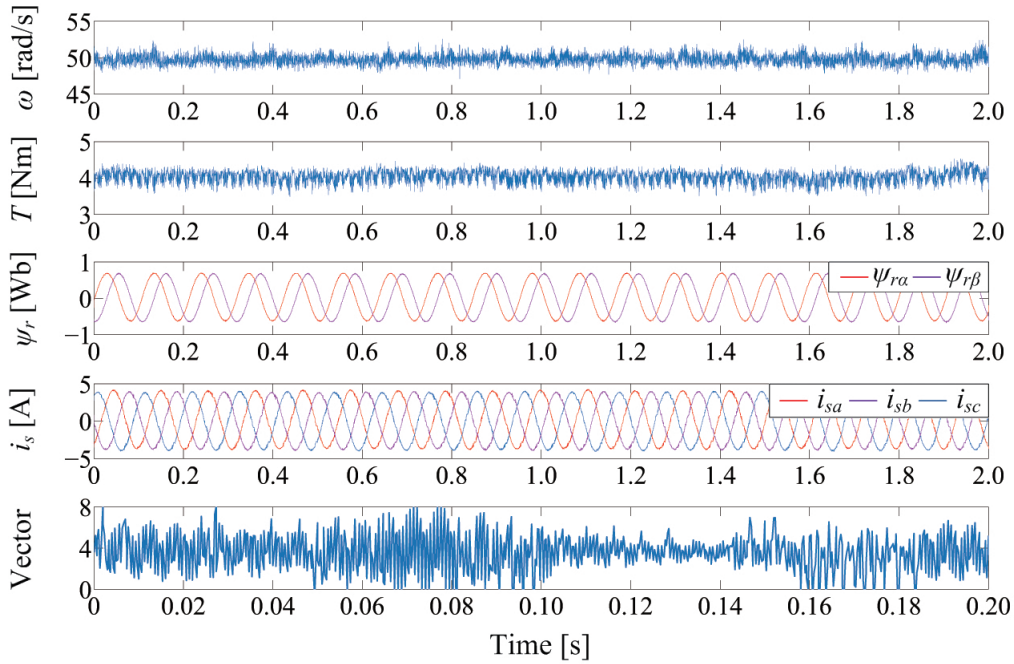 55
50
45
ω [rad/s]
0 0.2 0.4 0.6 0.8 1.0 1.2 1.4 1.6 1.8 2.0
5
4
3
T [Nm]
0 0.2 0.4 0.6 0.8 1.0 1.2 1.4 1.6 1.8 2.0
1
0
−1
ψr [Wb]
ψrα ψrβ
0 0.2 0.4 0.6 0.8 1.0 1.2 1.4 1.6 1.8 2.0
5
0
−5
is [A]
isa isb isc
0 0.2 0.4 0.6 0.8 1.0 1.2 1.4 1.6 1.8 2.0
8
4
0
Vector
0 0.02 0.04 0.06 0.08 0.10 0.12 0.14 0.16 0.18 0.20
Time [s]